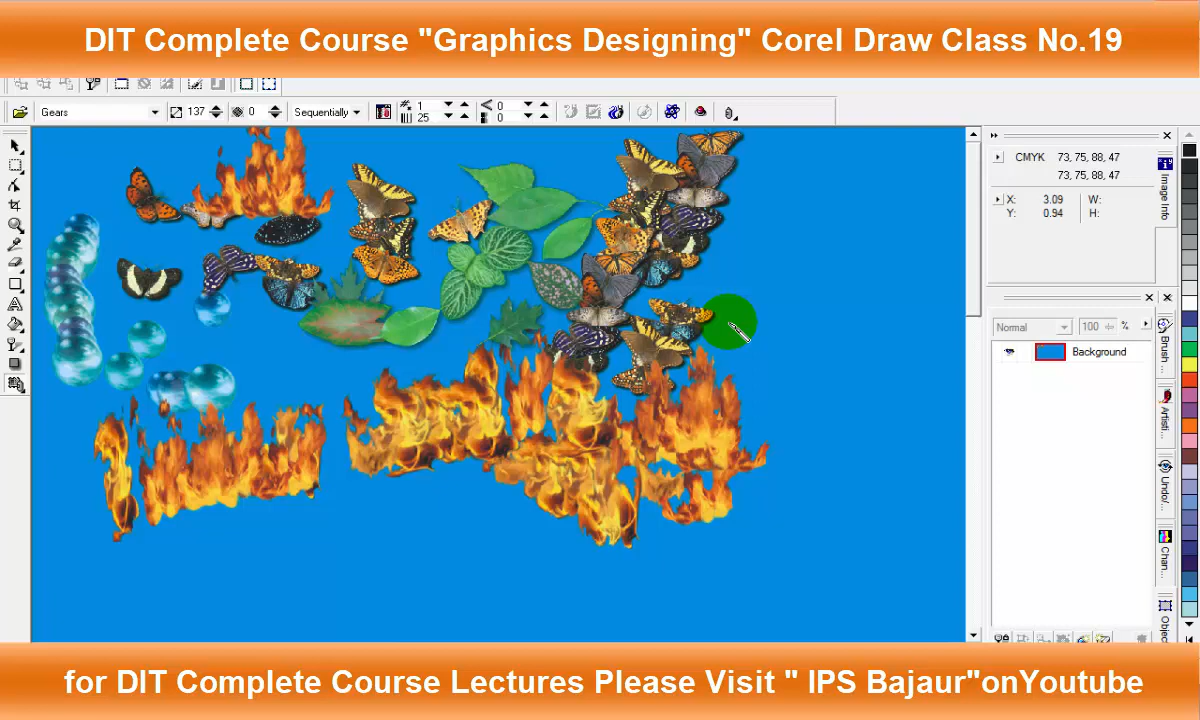 DIT Complete Course "Graphics Designing" Corel Draw Class No.19
Gears 137 0 Sequentially 1 0
25 0
CMYK 73, 75, 88, 47
73, 75, 88, 47
X: 3.09 W:
Y: 0.94 H:
Image Info
Normal 100 %
Background
Brush...
Artisti...
Undo/...
Chan...
Obje
for DIT Complete Course Lectures Please Visit " IPS Bajaur"onYoutube